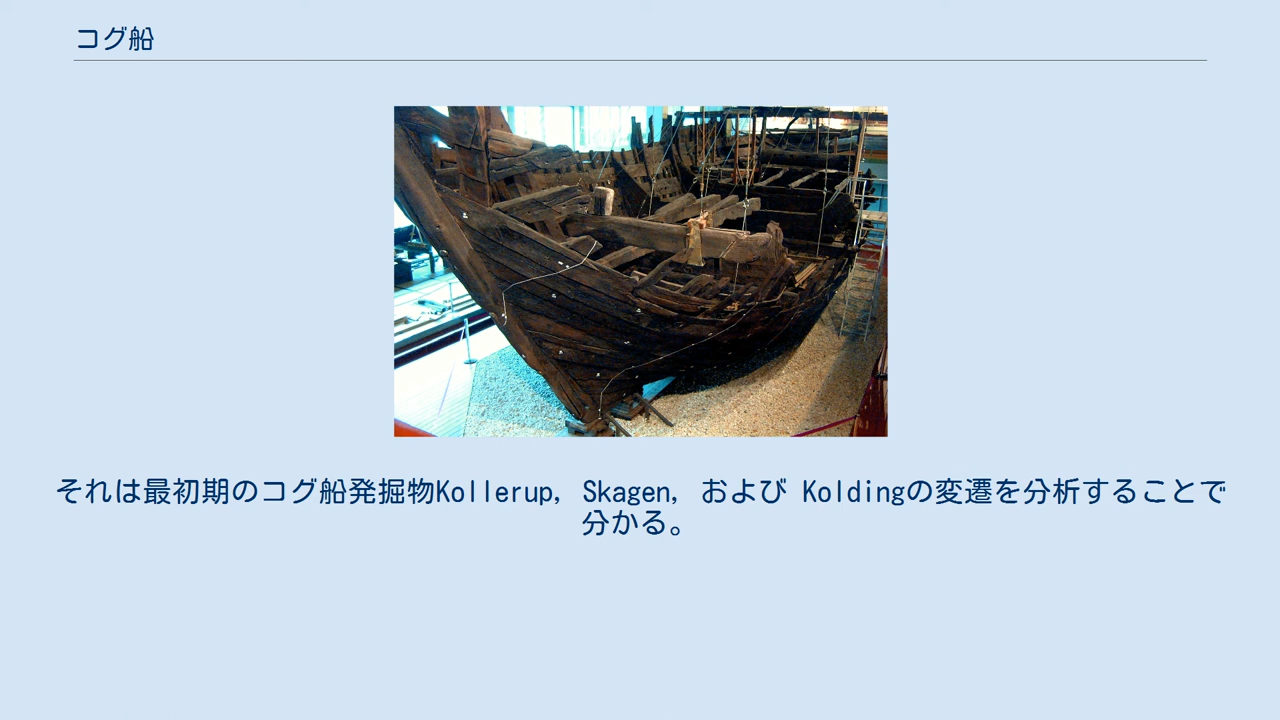 コグ船
それは最初期のコグ船発掘物Kollerup, Skagen, および Koldingの変遷を分析することで
分かる。